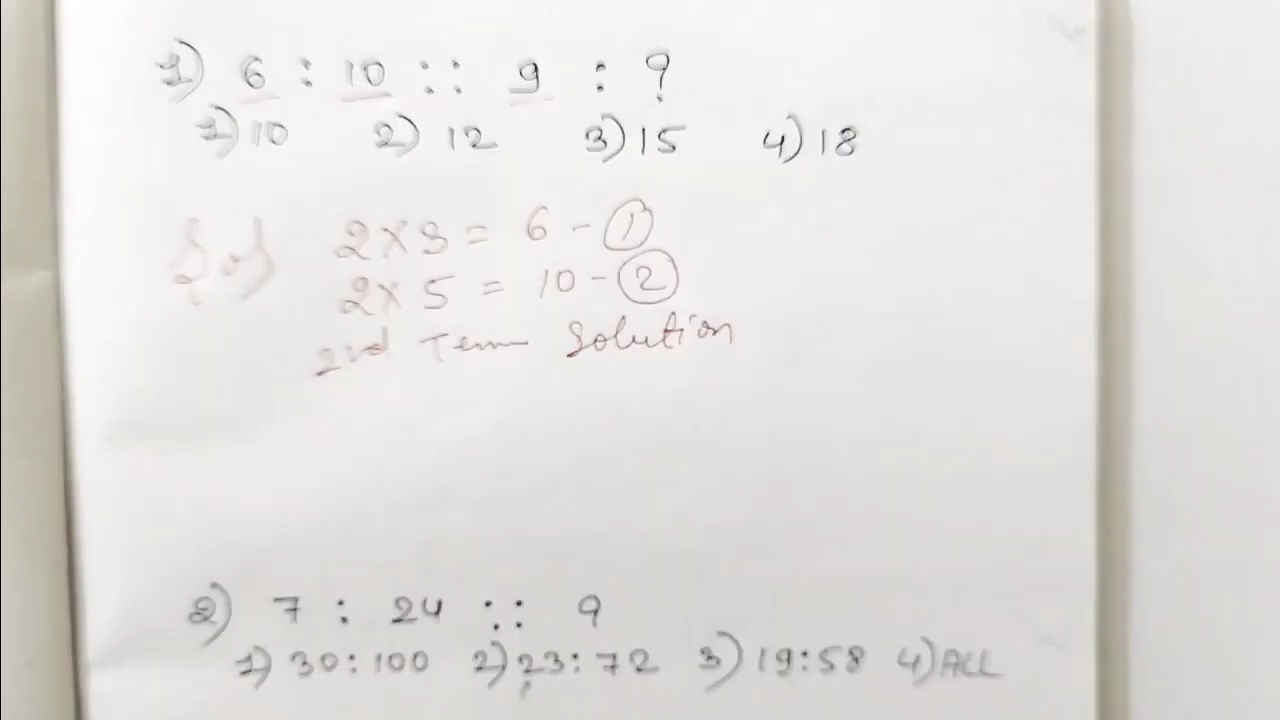 1) 6 : 10 :: 9 : ?
1) 10 2) 12 3) 15 4) 18
Sol 2 × 3 = 6 - ①
2 × 5 = 10 - ②
2nd Term Solution
2) 7 : 24 :: ?
1) 30:100 2) 23:72 3) 19:58 4) ALL